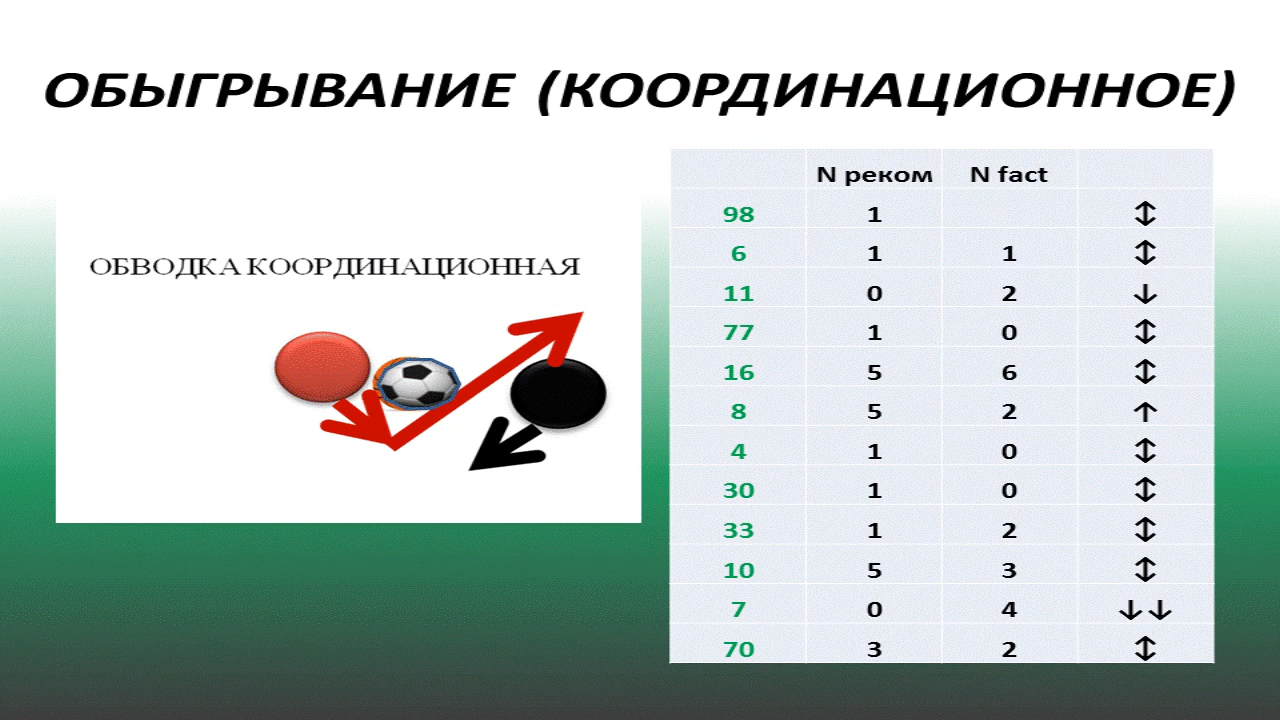 ОБЫГРЫВАНИЕ (КООРДИНАЦИОННОЕ)
ОБВОДКА КООРДИНАЦИОННАЯ
N реком N fact
98 1 ↕
6 1 1 ↕
11 0 2 ↓
77 1 0 ↕
16 5 6 ↕
8 5 2 ↑
4 1 0 ↕
30 1 0 ↕
33 1 2 ↕
10 5 3 ↕
7 0 4 ↓↓
70 3 2 ↕